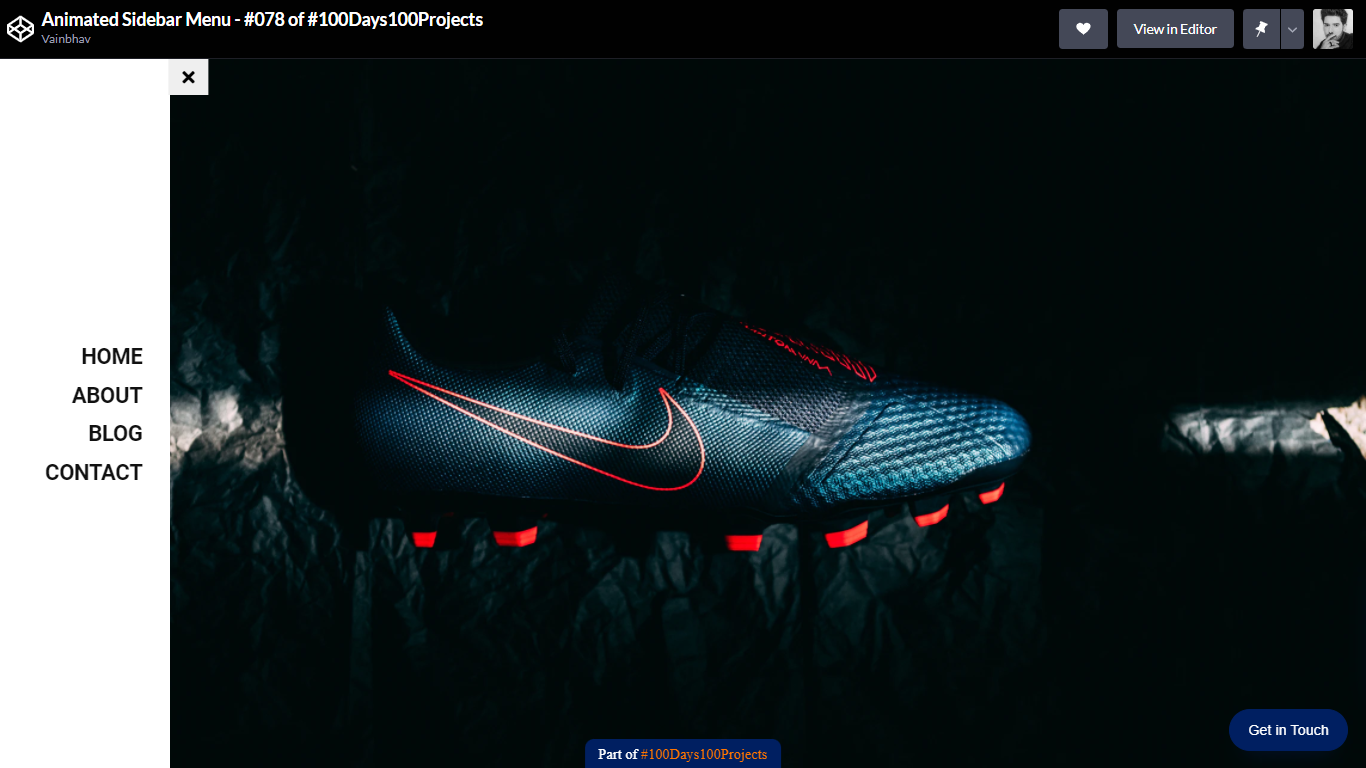 Animated Sidebar Menu - #078 of #100Days100Projects
Vainbhav
View in Editor
HOME
ABOUT
BLOG
CONTACT
Get in Touch
Part of #100Days100Projects